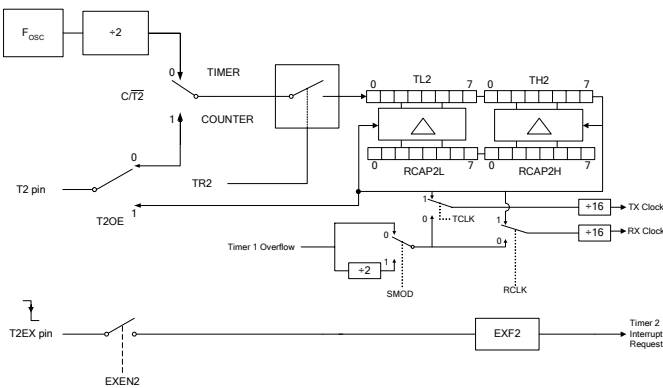 FOSC
÷2
0
TIMER
C/T2
1
COUNTER
0
TL2
7
0
TH2
7
0
RCAP2L
7
0
RCAP2H
7
0
T2 pin
T2OE
1
TR2
1
TCLK
0
÷16
TX Clock
1
RCLK
0
÷16
RX Clock
Timer 1 Overflow
0
÷2
1
SMOD
T2EX pin
EXEN2
EXF2
Timer 2
Interrupt
Request